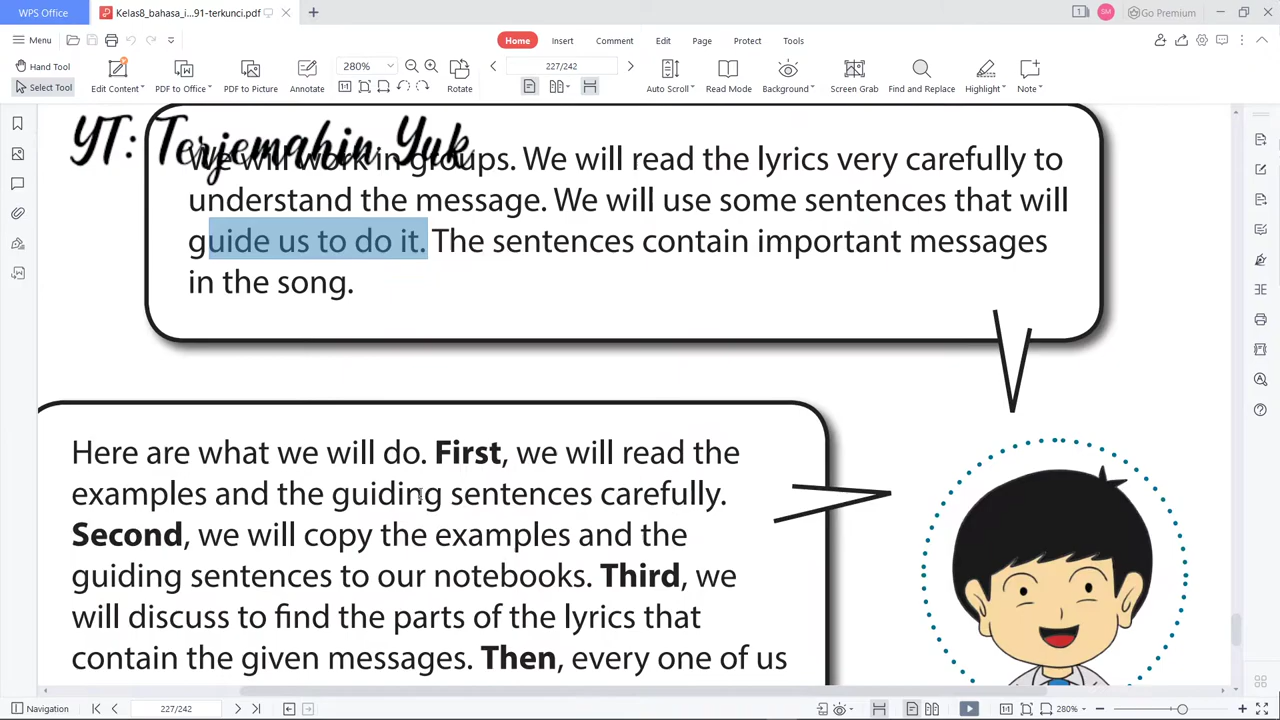 WPS Office
Kelas8_bahasa_i...91-terkunci.pdf
SM
Go Premium
Menu
Home Insert Comment Edit Page Protect Tools
Hand Tool
Select Tool
Edit Content
PDF to Office
PDF to Picture
Annotate
280%
Rotate
227/242
Auto Scroll
Read Mode
Background
Screen Grab
Find and Replace
Highlight
Note
YT: Terjemahin Yuk
We will work in groups. We will read the lyrics very carefully to
understand the message. We will use some sentences that will
guide us to do it. The sentences contain important messages
in the song.
Here are what we will do. First, we will read the
examples and the guiding sentences carefully.
Second, we will copy the examples and the
guiding sentences to our notebooks. Third, we
will discuss to find the parts of the lyrics that
contain the given messages. Then, every one of us
Navigation
227/242
280%